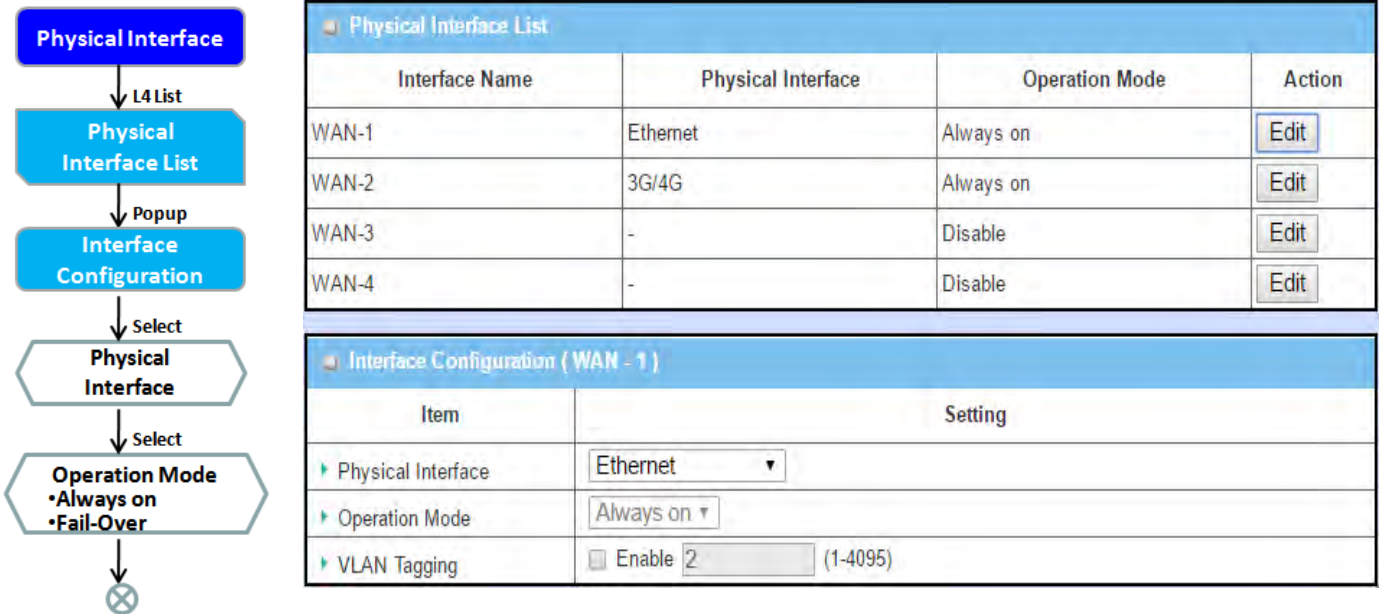 Physical Interface
L4 List
Physical
Interface List
Popup
Interface
Configuration
Select
Physical
Interface
Select
Operation Mode
•Always on
•Fail-Over
Physical Interface List
Interface Name Physical Interface Operation Mode Action
WAN-1 Ethernet Always on Edit
WAN-2 3G/4G Always on Edit
WAN-3 - Disable Edit
WAN-4 - Disable Edit
Interface Configuration ( WAN - 1 )
Item Setting
Physical Interface Ethernet
Operation Mode Always on
VLAN Tagging Enable 2 (1-4095)